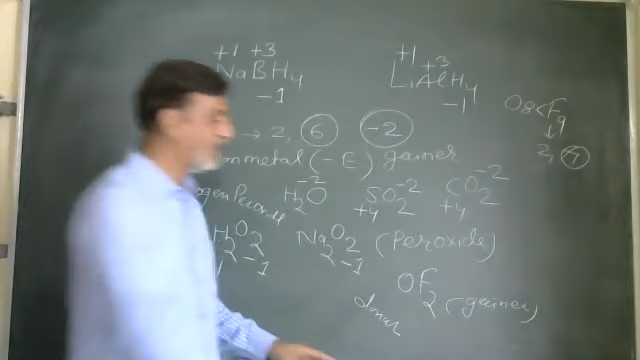 +1 +3 +1 +3
NaBH4 LiAlH4
-1 -1
O8 < F9
→ 2, 6 -2 2, 7
nonmetal (-E) gainer
-2 -2 -2
H2O SO2 CO2
+4 +4
H2O2 Na2O2 (Peroxide)
-1 -1
OF2 (gainer)
donar